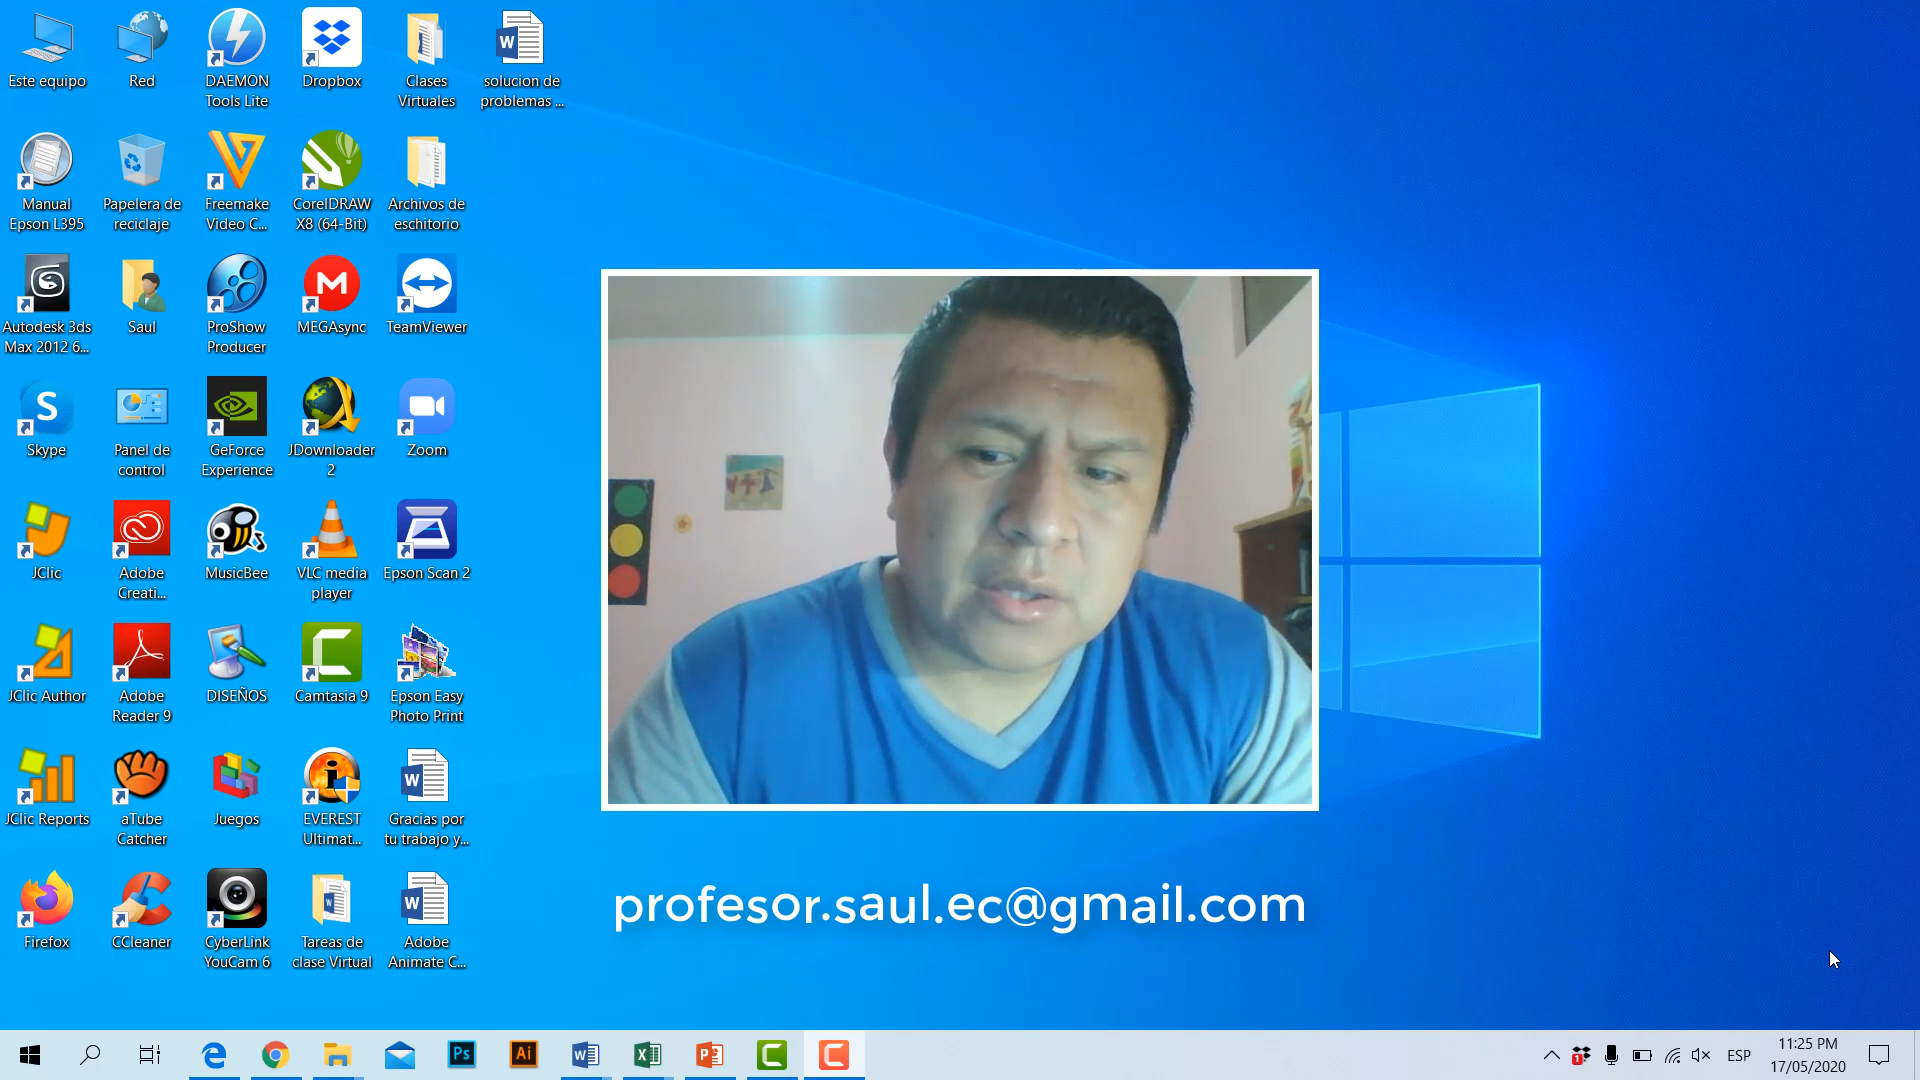 Este equipo
Red
DAEMON
Tools Lite
Dropbox
Clases
Virtuales
solucion de
problemas ...
Manual
Epson L395
Papelera de
reciclaje
Freemake
Video C...
CorelDRAW
X8 (64-Bit)
Archivos de
eschitorio
Autodesk 3ds
Max 2012 6...
Saul
ProShow
Producer
MEGAsync
TeamViewer
Skype
Panel de
control
GeForce
Experience
JDownloader
2
Zoom
JClic
Adobe
Creati...
MusicBee
VLC media
player
Epson Scan 2
JClic Author
Adobe
Reader 9
DISEÑOS
Camtasia 9
Epson Easy
Photo Print
JClic Reports
aTube
Catcher
Juegos
EVEREST
Ultimat...
Gracias por
tu trabajo y...
Firefox
CCleaner
CyberLink
YouCam 6
Tareas de
clase Virtual
Adobe
Animate C...
profesor.saul.ec@gmail.com
ESP
11:25 PM
17/05/2020